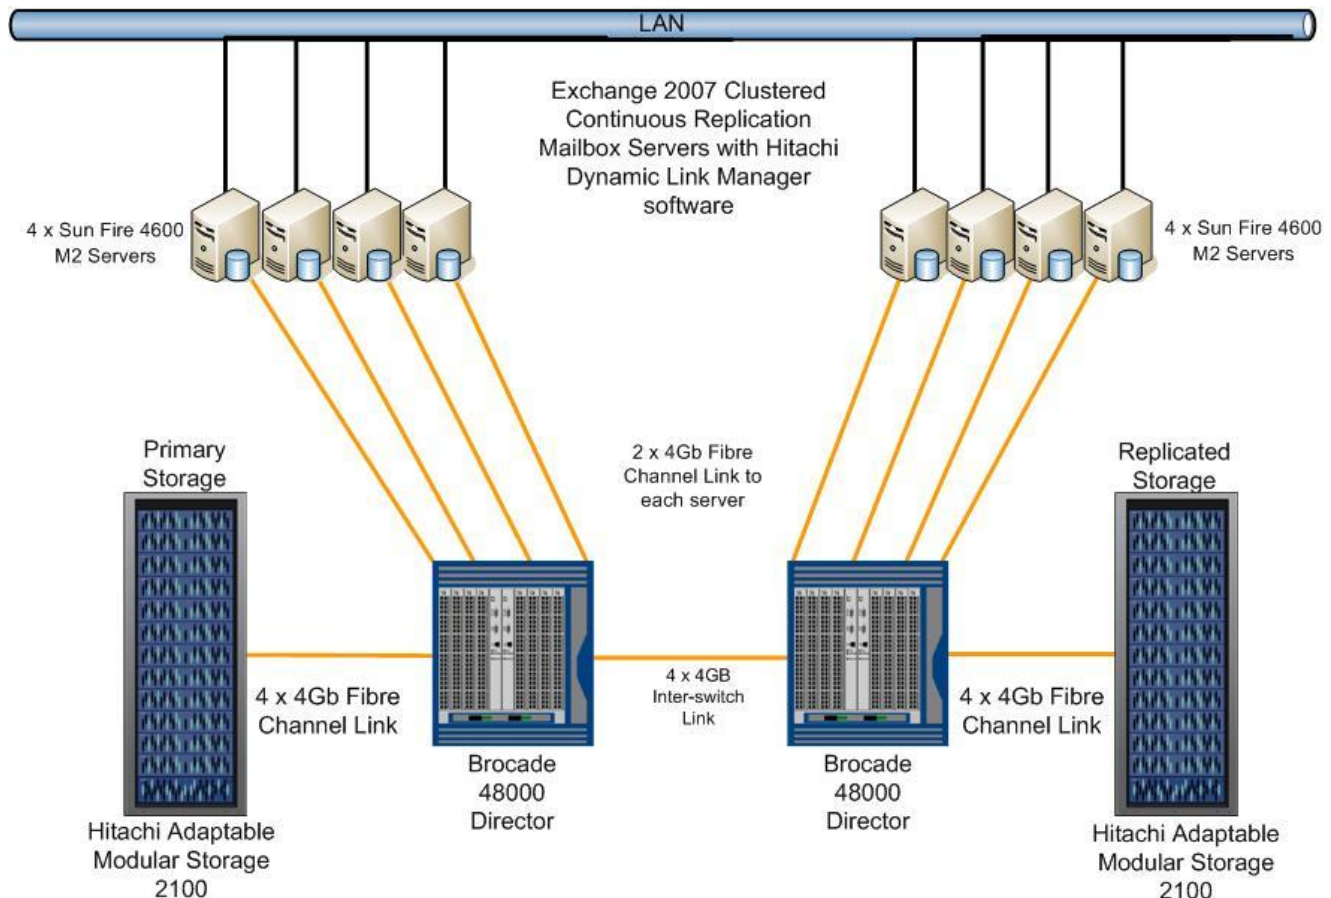 LAN
Exchange 2007 Clustered
Continuous Replication
Mailbox Servers with Hitachi
Dynamic Link Manager
software
4 x Sun Fire 4600
M2 Servers
4 x Sun Fire 4600
M2 Servers
Primary
Storage
2 x 4Gb Fibre
Channel Link to
each server
Replicated
Storage
4 x 4Gb Fibre
Channel Link
4 x 4GB
Inter-switch
Link
4 x 4Gb Fibre
Channel Link
Brocade
48000
Director
Brocade
48000
Director
Hitachi Adaptable
Modular Storage
2100
Hitachi Adaptable
Modular Storage
2100